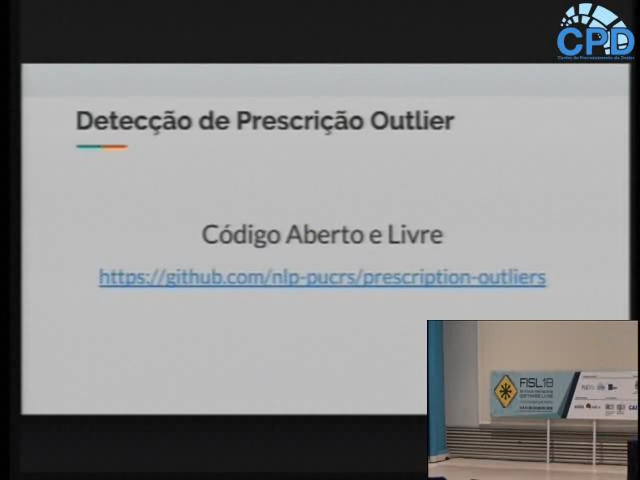 CPD
Detecção de Prescrição Outlier
Código Aberto e Livre
https://github.com/nlp-pucrs/prescription-outliers
FISL18